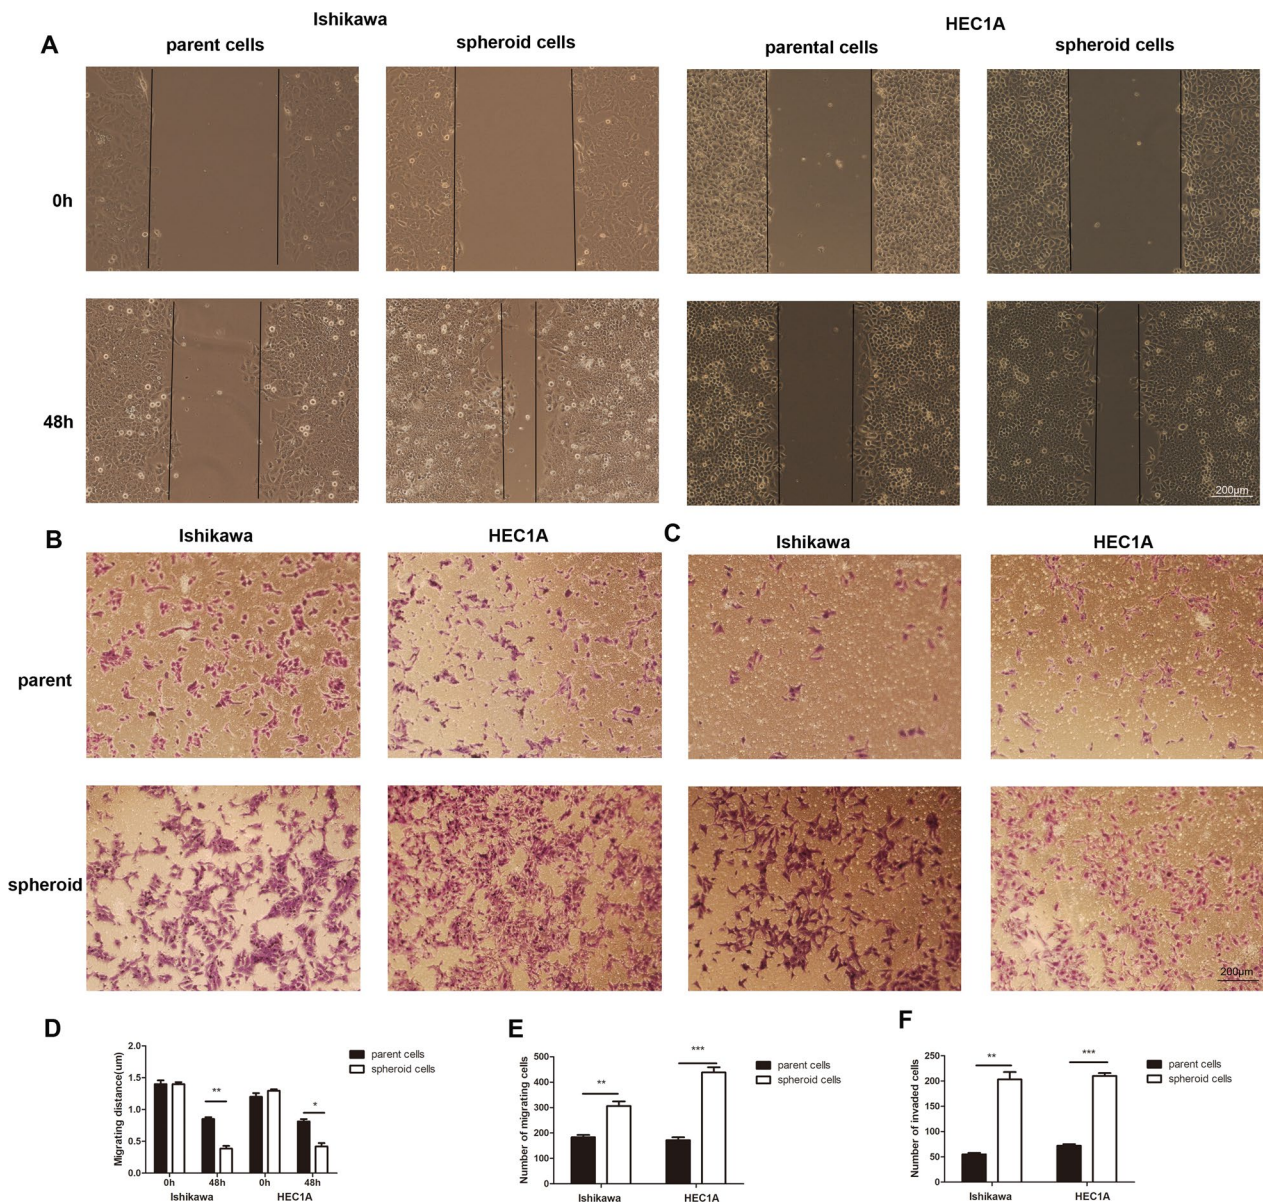 Ishikawa
HEC1A
A
parent cells
spheroid cells
parental cells
spheroid cells
0h
48h
200μm
B
Ishikawa
HEC1A
C
Ishikawa
HEC1A
parent
spheroid
200μm
D
Migrating distance(um)
2.0
1.5
1.0
0.5
0.0
**
*
parent cells
spheroid cells
0h
48h
0h
48h
Ishikawa
HEC1A
E
Number of migrating cells
500
400
300
200
100
0
**
***
parent cells
spheroid cells
Ishikawa
HEC1A
F
Number of invaded cells
250
200
150
100
50
0
**
***
parent cells
spheroid cells
Ishikawa
HEC1A